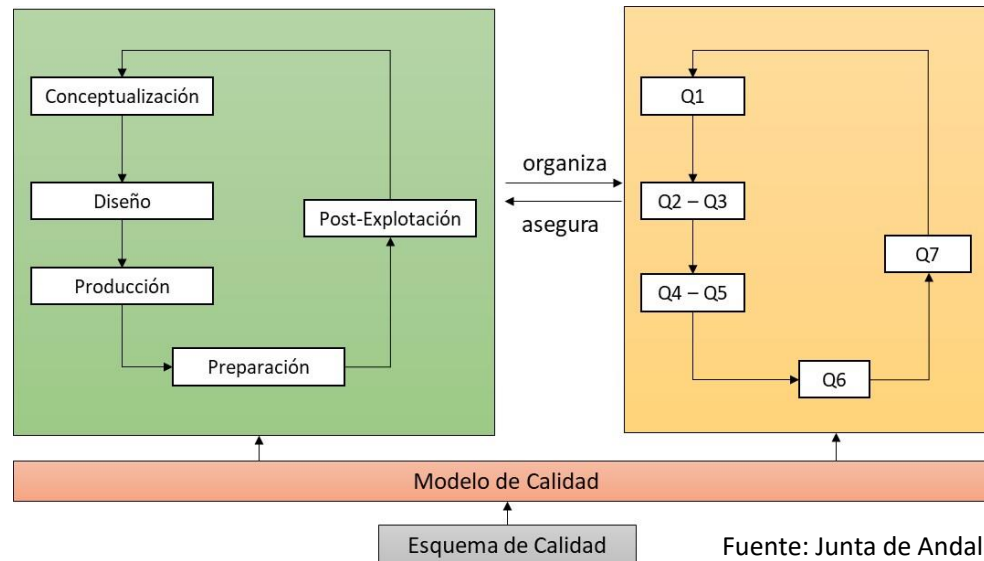 Conceptualización
Diseño
Producción
Preparación
Post-Explotación
organiza
asegura
Q1
Q2 – Q3
Q4 – Q5
Q6
Q7
Modelo de Calidad
Esquema de Calidad
Fuente: Junta de Andal